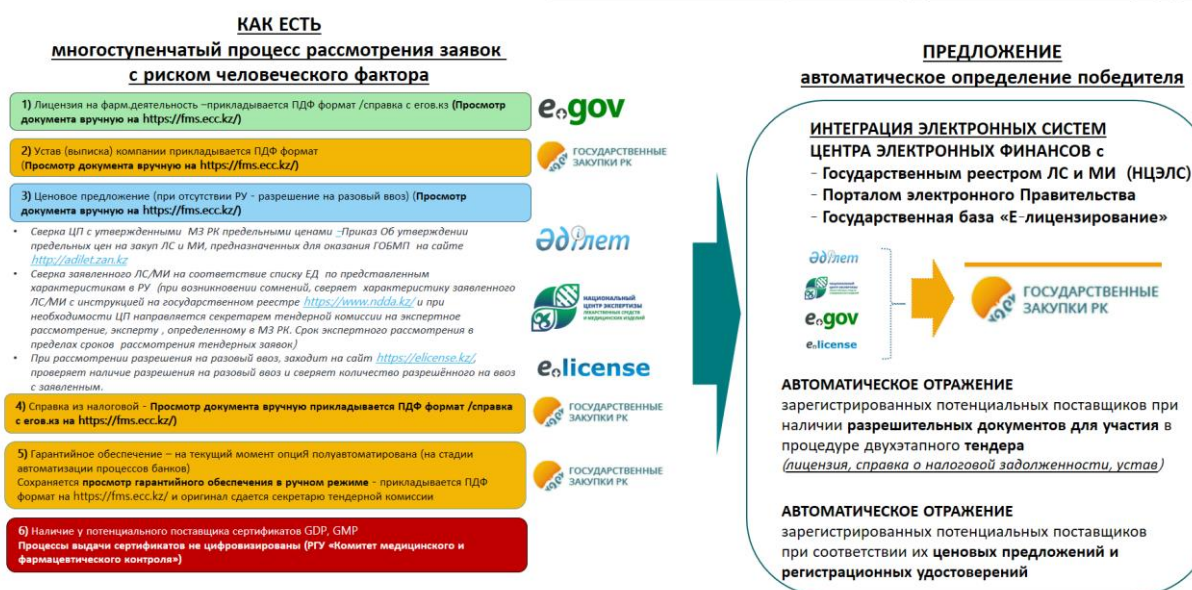 КАК ЕСТЬ
многоступенчатый процесс рассмотрения заявок
с риском человеческого фактора
1) Лицензия на фарм.деятельность –прикладывается ПДФ формат /справка с егов.кз (Просмотр
документа вручную на https://fms.ecc.kz/)
e.gov
2) Устав (выписка) компании прикладывается ПДФ формат
(Просмотр документа вручную на https://fms.ecc.kz/)
ГОСУДАРСТВЕННЫЕ
ЗАКУПКИ РК
3) Ценовое предложение (при отсутствии РУ - разрешение на разовый ввоз) (Просмотр
документа вручную на https://fms.ecc.kz/)
• Сверка ЦП с утвержденными МЗ РК предельными ценами –Приказ Об утверждении
предельных цен на закуп ЛС и МИ, предназначенных для оказания ГОБМП на сайте
http://adilet.zan.kz
Әділет
• Сверка заявленного ЛС/МИ на соответствие списку ЕД по представленным
характеристикам в РУ (при возникновении сомнений, сверяет характеристику заявленного
ЛС/МИ с инструкцией на государственном реестре https://www.ndda.kz/ и при
необходимости ЦП направляется секретарем тендерной комиссии на экспертное
рассмотрение, эксперту , определенному в МЗ РК. Срок экспертного рассмотрения в
пределах сроков рассмотрения тендерных заявок)
НАЦИОНАЛЬНЫЙ
ЦЕНТР ЭКСПЕРТИЗЫ
ЛЕКАРСТВЕННЫХ СРЕДСТВ
И МЕДИЦИНСКИХ ИЗДЕЛИЙ
• При рассмотрении разрешения на разовый ввоз, заходит на сайт https://elicense.kz/,
проверяет наличие разрешения на разовый ввоз и сверяет количество разрешённого на ввоз
с заявленным.
e.license
4) Справка из налоговой - Просмотр документа вручную прикладывается ПДФ формат /справка
с егов.кз на https://fms.ecc.kz/)
ГОСУДАРСТВЕННЫЕ
ЗАКУПКИ РК
5) Гарантийное обеспечение – на текущий момент опциЯ полуавтоматирована (на стадии
автоматизации процессов банков)
Сохраняется просмотр гарантийного обеспечения в ручном режиме - прикладывается ПДФ
формат на https://fms.ecc.kz/ и оригинал сдается секретарю тендерной комиссии
ГОСУДАРСТВЕННЫЕ
ЗАКУПКИ РК
6) Наличие у потенциального поставщика сертификатов GDP, GMP
Процессы выдачи сертификатов не цифровизированы (РГУ «Комитет медицинского и
фармацевтического контроля»)
ПРЕДЛОЖЕНИЕ
автоматическое определение победителя
ИНТЕГРАЦИЯ ЭЛЕКТРОННЫХ СИСТЕМ
ЦЕНТРА ЭЛЕКТРОННЫХ ФИНАНСОВ с
- Государственным реестром ЛС и МИ (НЦЭЛС)
- Порталом электронного Правительства
- Государственная база «Е-лицензирование»
Әділет
НАЦИОНАЛЬНЫЙ
ЦЕНТР ЭКСПЕРТИЗЫ
e.gov
e.license
ГОСУДАРСТВЕННЫЕ
ЗАКУПКИ РК
АВТОМАТИЧЕСКОЕ ОТРАЖЕНИЕ
зарегистрированных потенциальных поставщиков при
наличии разрешительных документов для участия в
процедуре двухэтапного тендера
(лицензия, справка о налоговой задолженности, устав)
АВТОМАТИЧЕСКОЕ ОТРАЖЕНИЕ
зарегистрированных потенциальных поставщиков
при соответствии их ценовых предложений и
регистрационных удостоверений